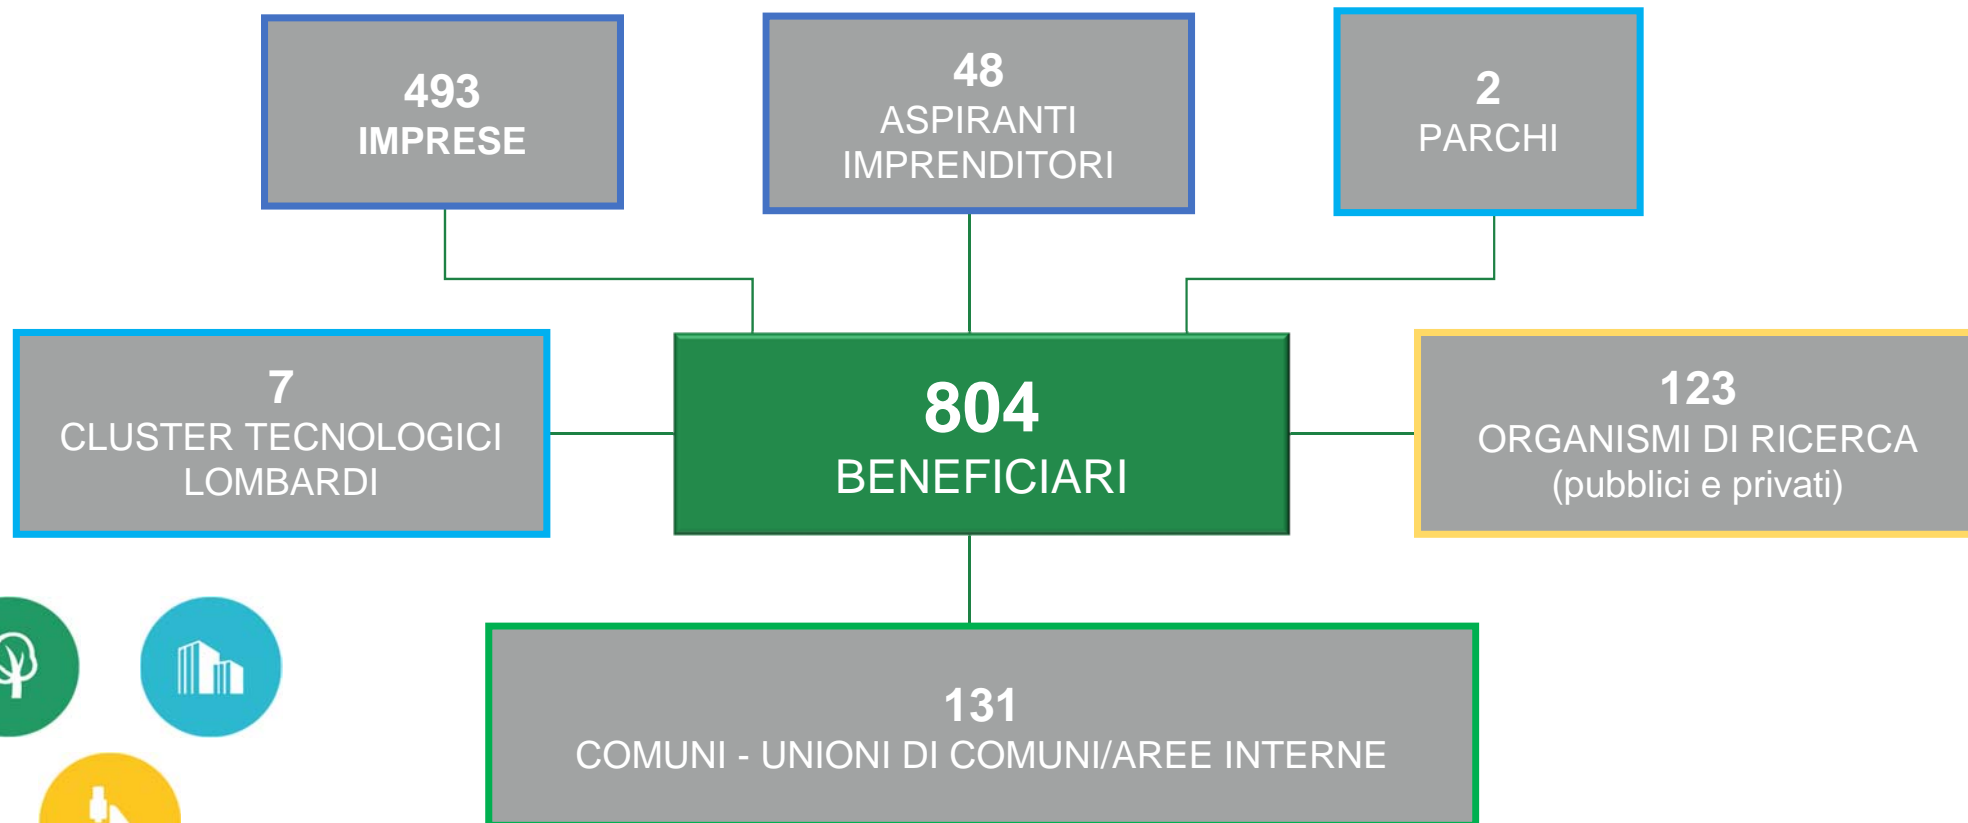 493
IMPRESE
48
ASPIRANTI
IMPRENDITORI
2
PARCHI
7
CLUSTER TECNOLOGICI
LOMBARDI
804
BENEFICIARI
123
ORGANISMI DI RICERCA
(pubblici e privati)
131
COMUNI - UNIONI DI COMUNI/AREE INTERNE